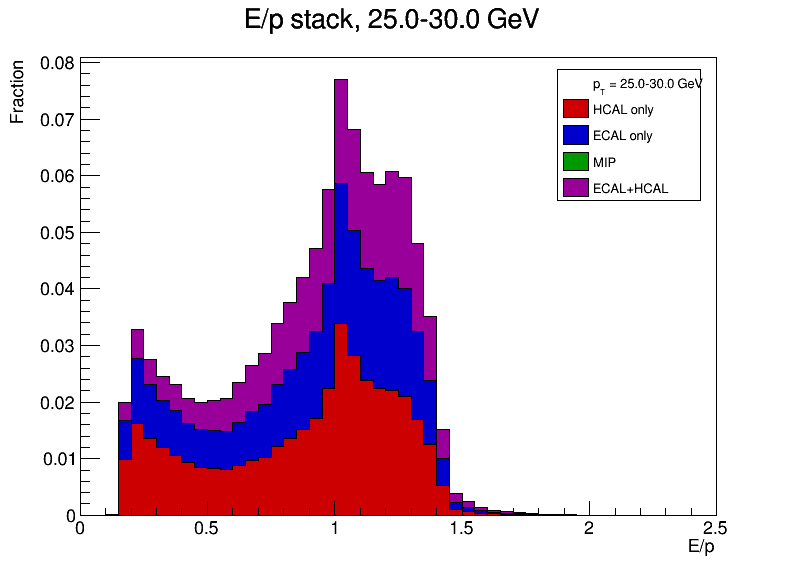 E/p stack, 25.0-30.0 GeV
Fraction
0.08
0.07
0.06
0.05
0.04
0.03
0.02
0.01
0
p_T = 25.0-30.0 GeV
HCAL only
ECAL only
MIP
ECAL+HCAL
0 0.5 1 1.5 2 2.5
E/p